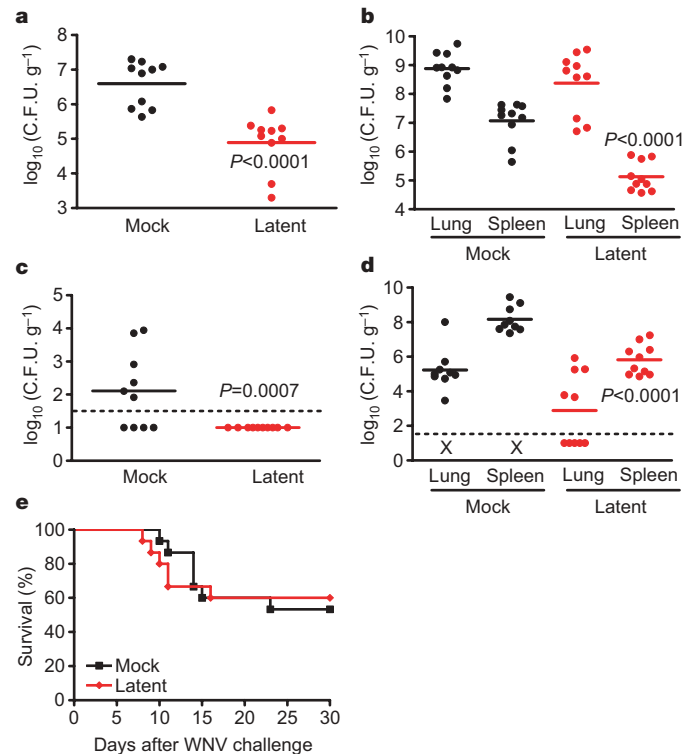 a
log10 (C.F.U. g–1)
8
7
6
5
4
3
P<0.0001
Mock Latent
b
log10 (C.F.U. g–1)
10
9
8
7
6
5
4
P<0.0001
Lung Spleen Lung Spleen
Mock Latent
c
log10 (C.F.U. g–1)
5
4
3
2
1
0
P=0.0007
Mock Latent
d
log10 (C.F.U. g–1)
10
8
6
4
2
0
P<0.0001
X X
Lung Spleen Lung Spleen
Mock Latent
e
Survival (%)
100
80
60
40
20
0
Mock
Latent
0 5 10 15 20 25 30
Days after WNV challenge